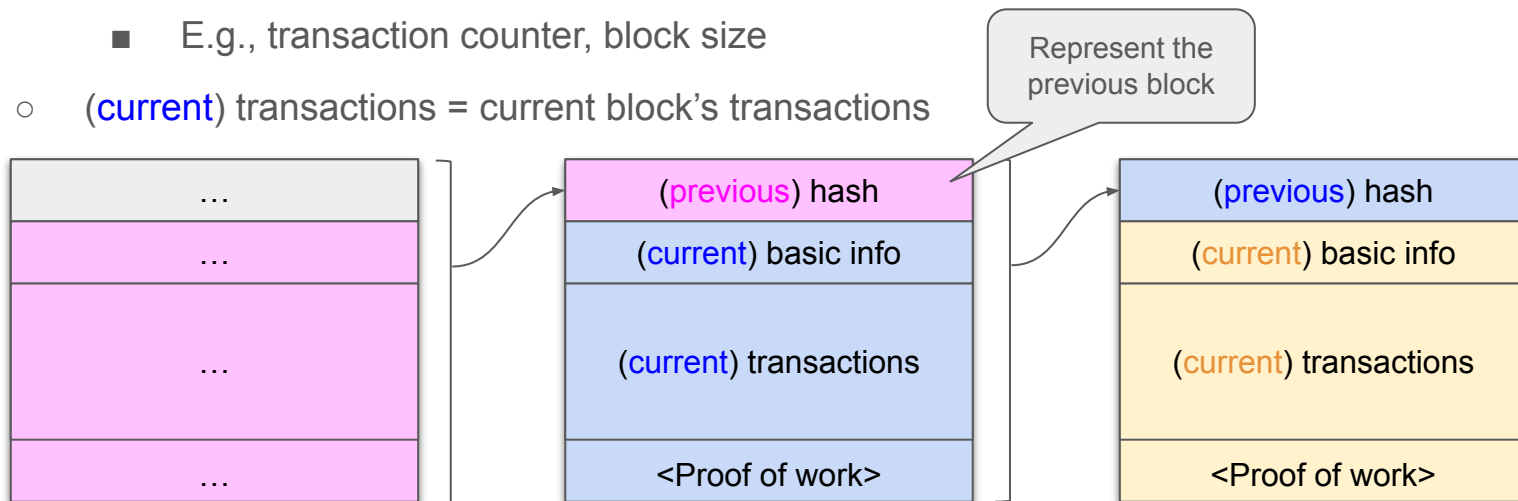 ■ E.g., transaction counter, block size
Represent the
previous block
○ (current) transactions = current block’s transactions
…
…
…
…
(previous) hash
(current) basic info
(current) transactions
<Proof of work>
(previous) hash
(current) basic info
(current) transactions
<Proof of work>